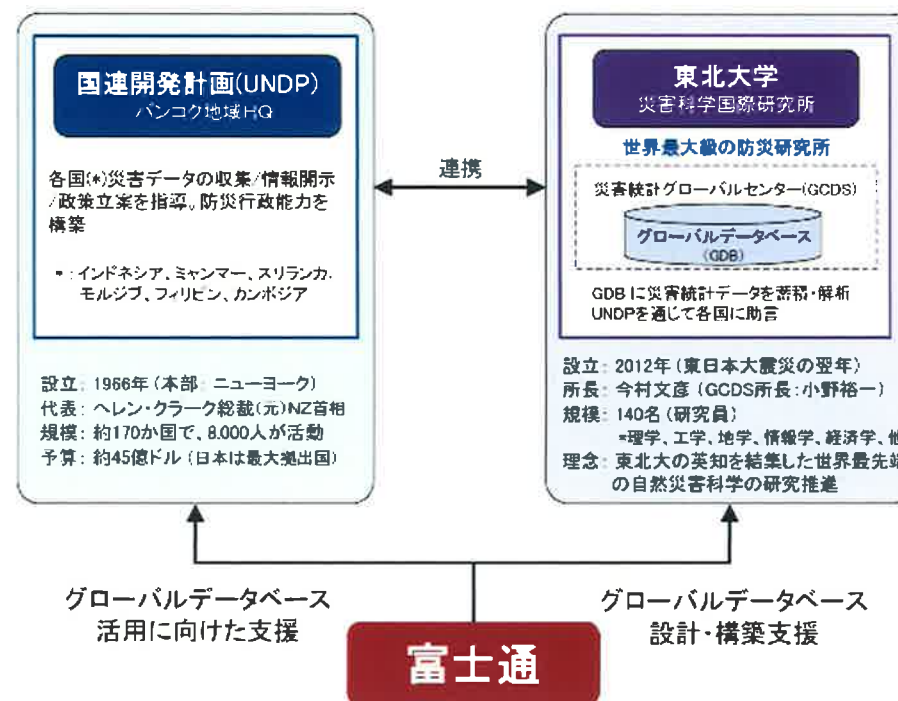 国連開発計画(UNDP)
バンコク地域HQ
各国(*)災害データの収集/情報開示
/政策立案を指導。防災行政能力を
構築
*:インドネシア、ミャンマー、スリランカ、
モルジブ、フィリピン、カンボジア
設立:1966年(本部:ニューヨーク)
代表:ヘレン・クラーク総裁(元)NZ首相
規模:約170か国で、8,000人が活動
予算:約45億ドル(日本は最大拠出国)
連携
東北大学
災害科学国際研究所
世界最大級の防災研究所
災害統計グローバルセンター(GCDS)
グローバルデータベース
(GDB)
GDBに災害統計データを蓄積・解析
UNDPを通じて各国に助言
設立:2012年(東日本大震災の翌年)
所長:今村文彦(GCDS所長:小野裕一)
規模:140名(研究員)
*理学、工学、地学、情報学、経済学、他
理念:東北大の英知を結集した世界最先端
の自然災害科学の研究推進
グローバルデータベース
活用に向けた支援
グローバルデータベース
設計・構築支援
富士通